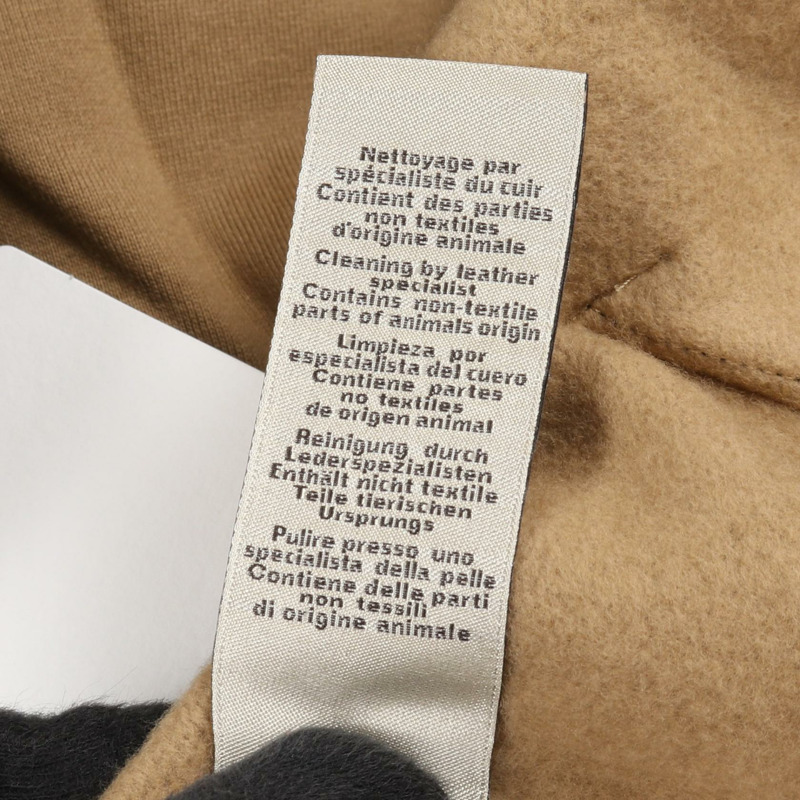 Nettoyage par
spécialiste du cuir
Contient des parties
non textiles
d'origine animale
Cleaning by leather
specialist
Contains non-textile
parts of animals origin
Limpieza por
especialista del cuero
Contiene partes
no textiles
de origen animal
Reinigung durch
Lederspezialisten
Enthält nicht textile
Teile tierischen
Ursprungs
Pulire presso uno
specialista della pelle
Contiene delle parti
non tessili
di origine animale